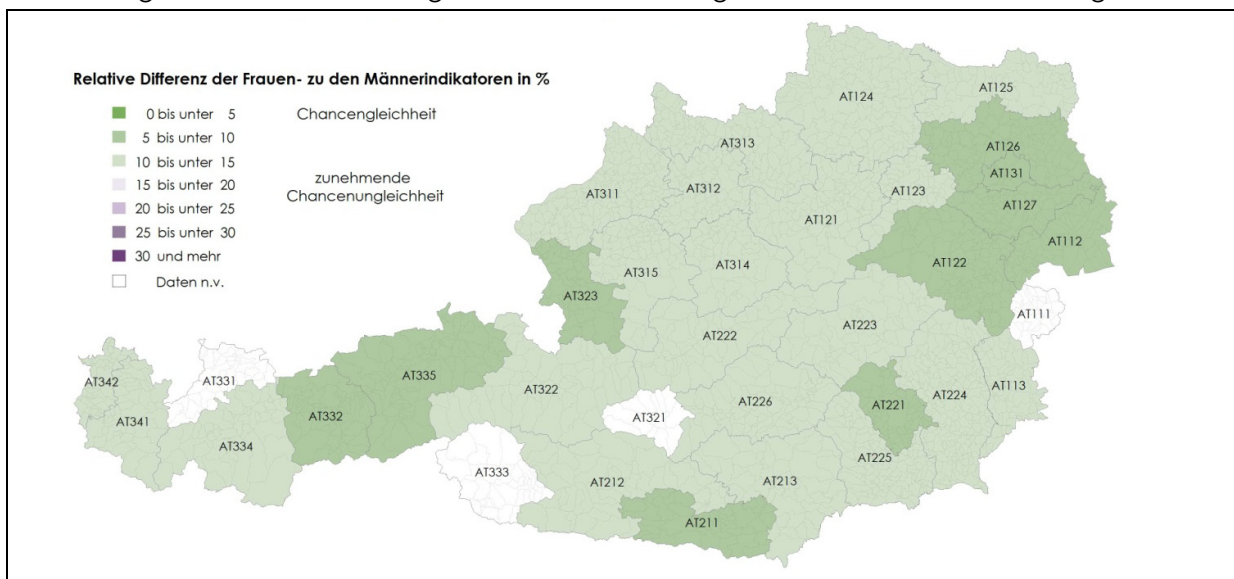 Relative Differenz der Frauen- zu den Männerindikatoren in %
0 bis unter 5 Chancengleichheit
5 bis unter 10
10 bis unter 15
15 bis unter 20 zunehmende
20 bis unter 25 Chancenungleichheit
25 bis unter 30
30 und mehr
Daten n.v.
AT124
AT125
AT313
AT126
AT131
AT123
AT312
AT311
AT127
AT121
AT112
AT122
AT314
AT315
AT323
AT111
AT223
AT222
AT342
AT331
AT335
AT322
AT113
AT224
AT226
AT221
AT332
AT321
AT341
AT334
AT225
AT333
AT212
AT213
AT211